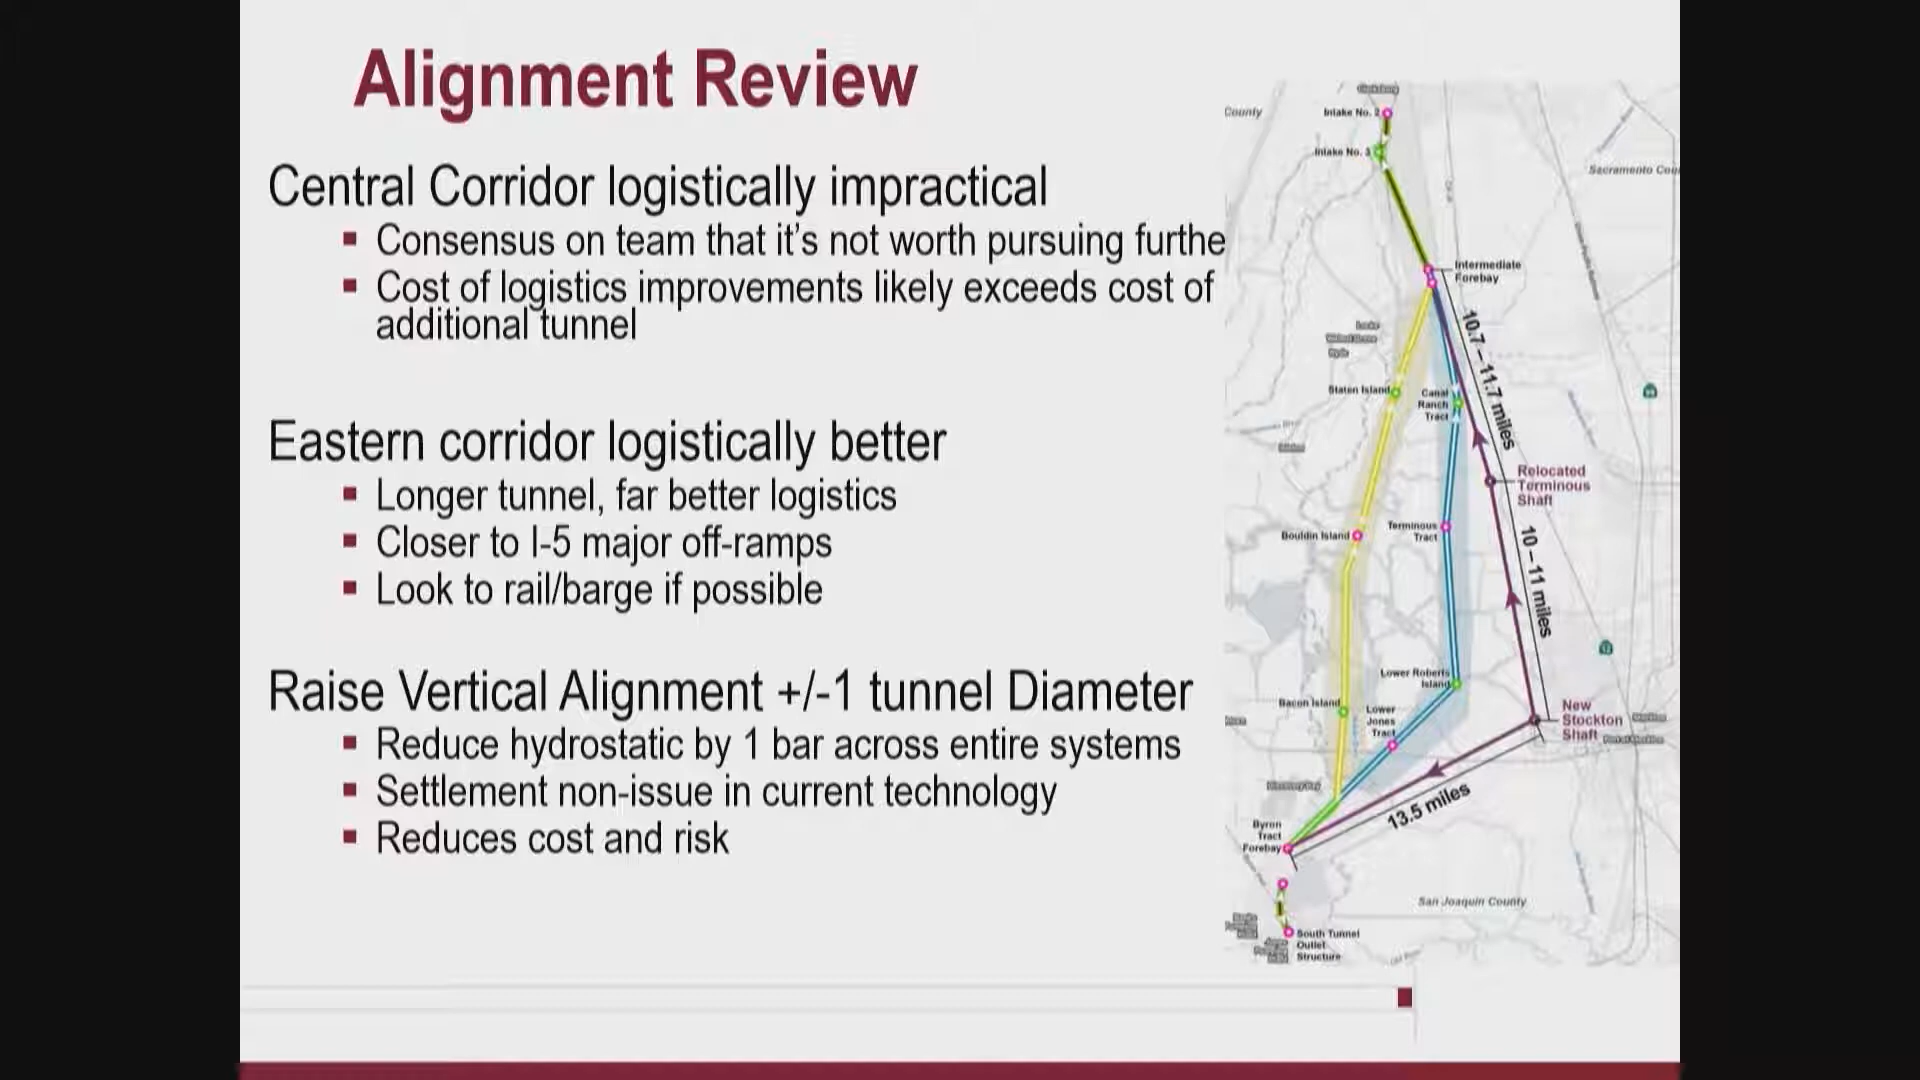 Alignment Review
Central Corridor logistically impractical
Consensus on team that it's not worth pursuing furthe
Cost of logistics improvements likely exceeds cost of
additional tunnel
Eastern corridor logistically better
Longer tunnel, far better logistics
Closer to I-5 major off-ramps
Look to rail/barge if possible
Raise Vertical Alignment +/-1 tunnel Diameter
Reduce hydrostatic by 1 bar across entire systems
Settlement non-issue in current technology
Reduces cost and risk
County
Intake No. 2
Intake No. 3
Sacramento Cou
Intermediate
Forebay
10.7 – 11.7 miles
Staten Island
Canal
Ranch
Tract
Relocated
Terminous
Shaft
Bouldin Island
Terminous
Tract
10 – 11 miles
Lower Roberts
Island
Bacon Island
Lower
Jones
Tract
New
Stockton
Shaft
13.5 miles
Byron
Tract
Forebay
San Joaquin County
South Tunnel
Outlet
Structure